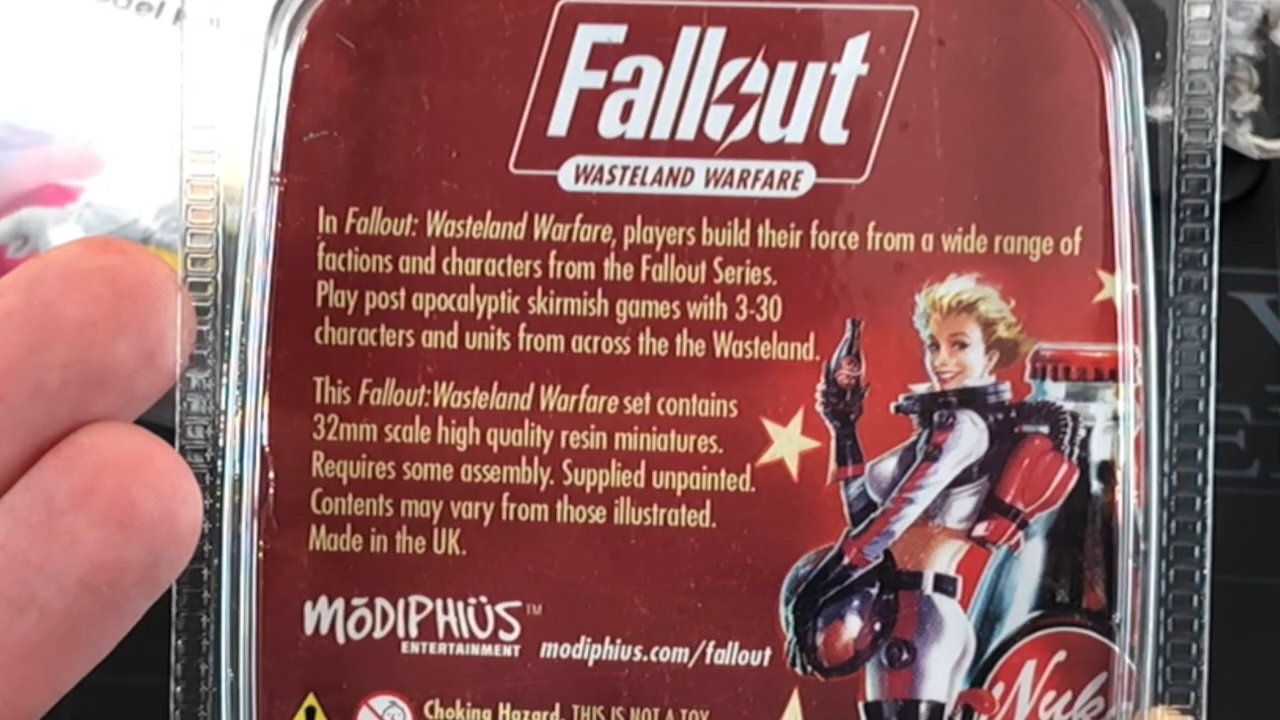 Fallout
WASTELAND WARFARE
In Fallout: Wasteland Warfare, players build their force from a wide range of
factions and characters from the Fallout Series.
Play post apocalyptic skirmish games with 3-30
characters and units from across the the Wasteland.
This Fallout:Wasteland Warfare set contains
32mm scale high quality resin miniatures.
Requires some assembly. Supplied unpainted.
Contents may vary from those illustrated.
Made in the UK.
MōDIPHIÜS™
ENTERTAINMENT modiphius.com/fallout
Choking Hazard. THIS IS NOT A TOY
Nuk